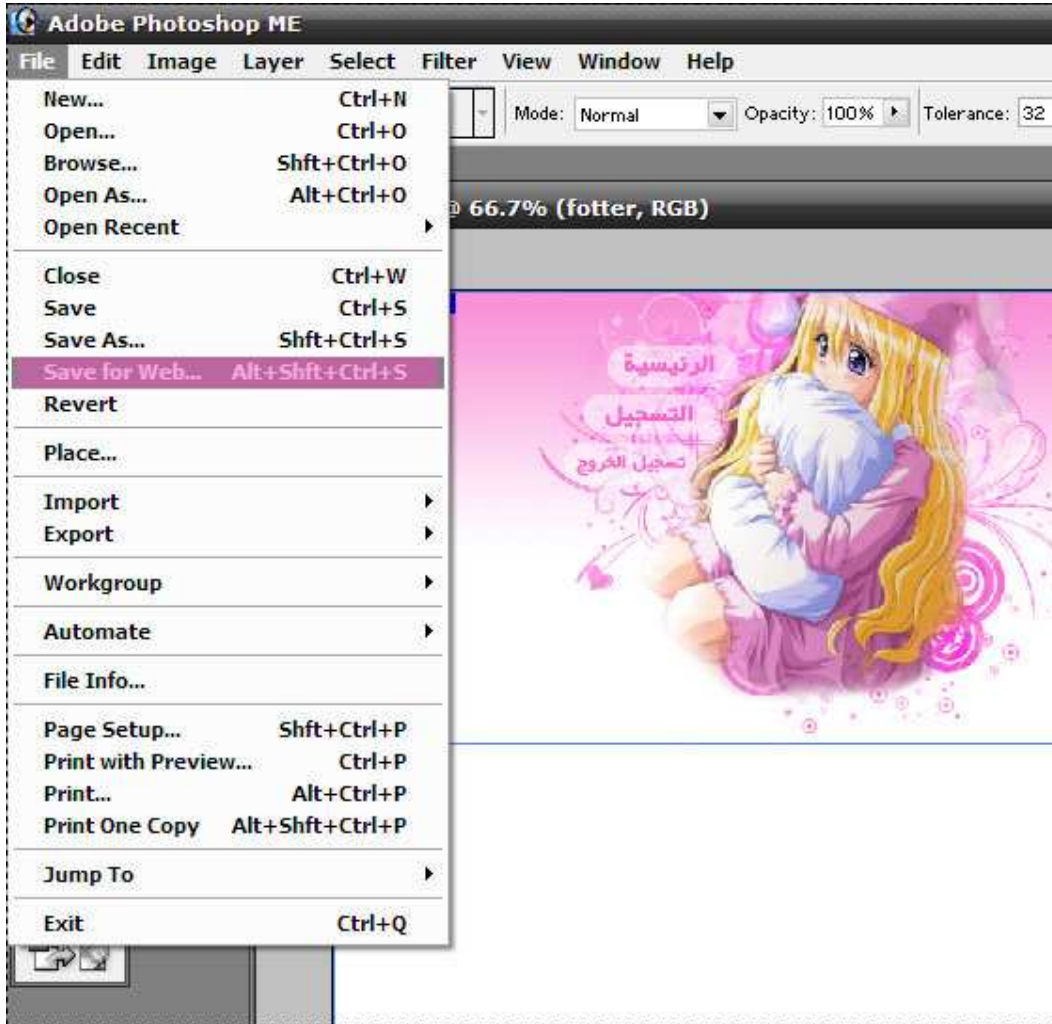 Adobe Photoshop ME
File Edit Image Layer Select Filter View Window Help
Mode: Normal Opacity: 100% Tolerance: 32
New... Ctrl+N
Open... Ctrl+O
Browse... Shft+Ctrl+O
Open As... Alt+Ctrl+O
Open Recent
@ 66.7% (fotter, RGB)
Close Ctrl+W
Save Ctrl+S
Save As... Shft+Ctrl+S
Save for Web... Alt+Shft+Ctrl+S
Revert
Place...
Import
Export
Workgroup
Automate
File Info...
Page Setup... Shft+Ctrl+P
Print with Preview... Ctrl+P
Print... Alt+Ctrl+P
Print One Copy Alt+Shft+Ctrl+P
Jump To
Exit Ctrl+Q
الرئيسية
التسجيل
تسجيل الخروج